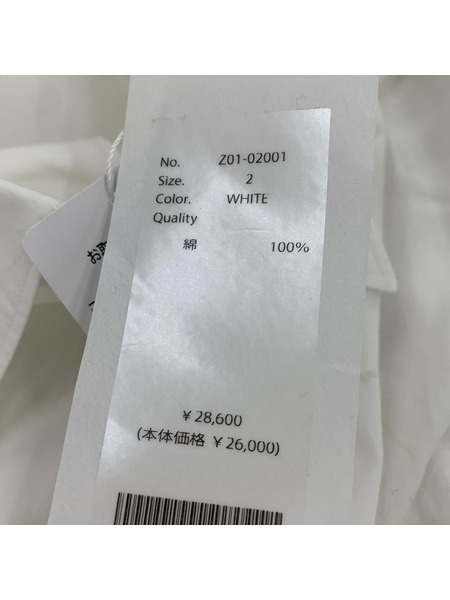 No. Z01-02001
Size. 2
Color. WHITE
Quality
綿 100%
¥ 28,600
(本体価格 ¥ 26,000)